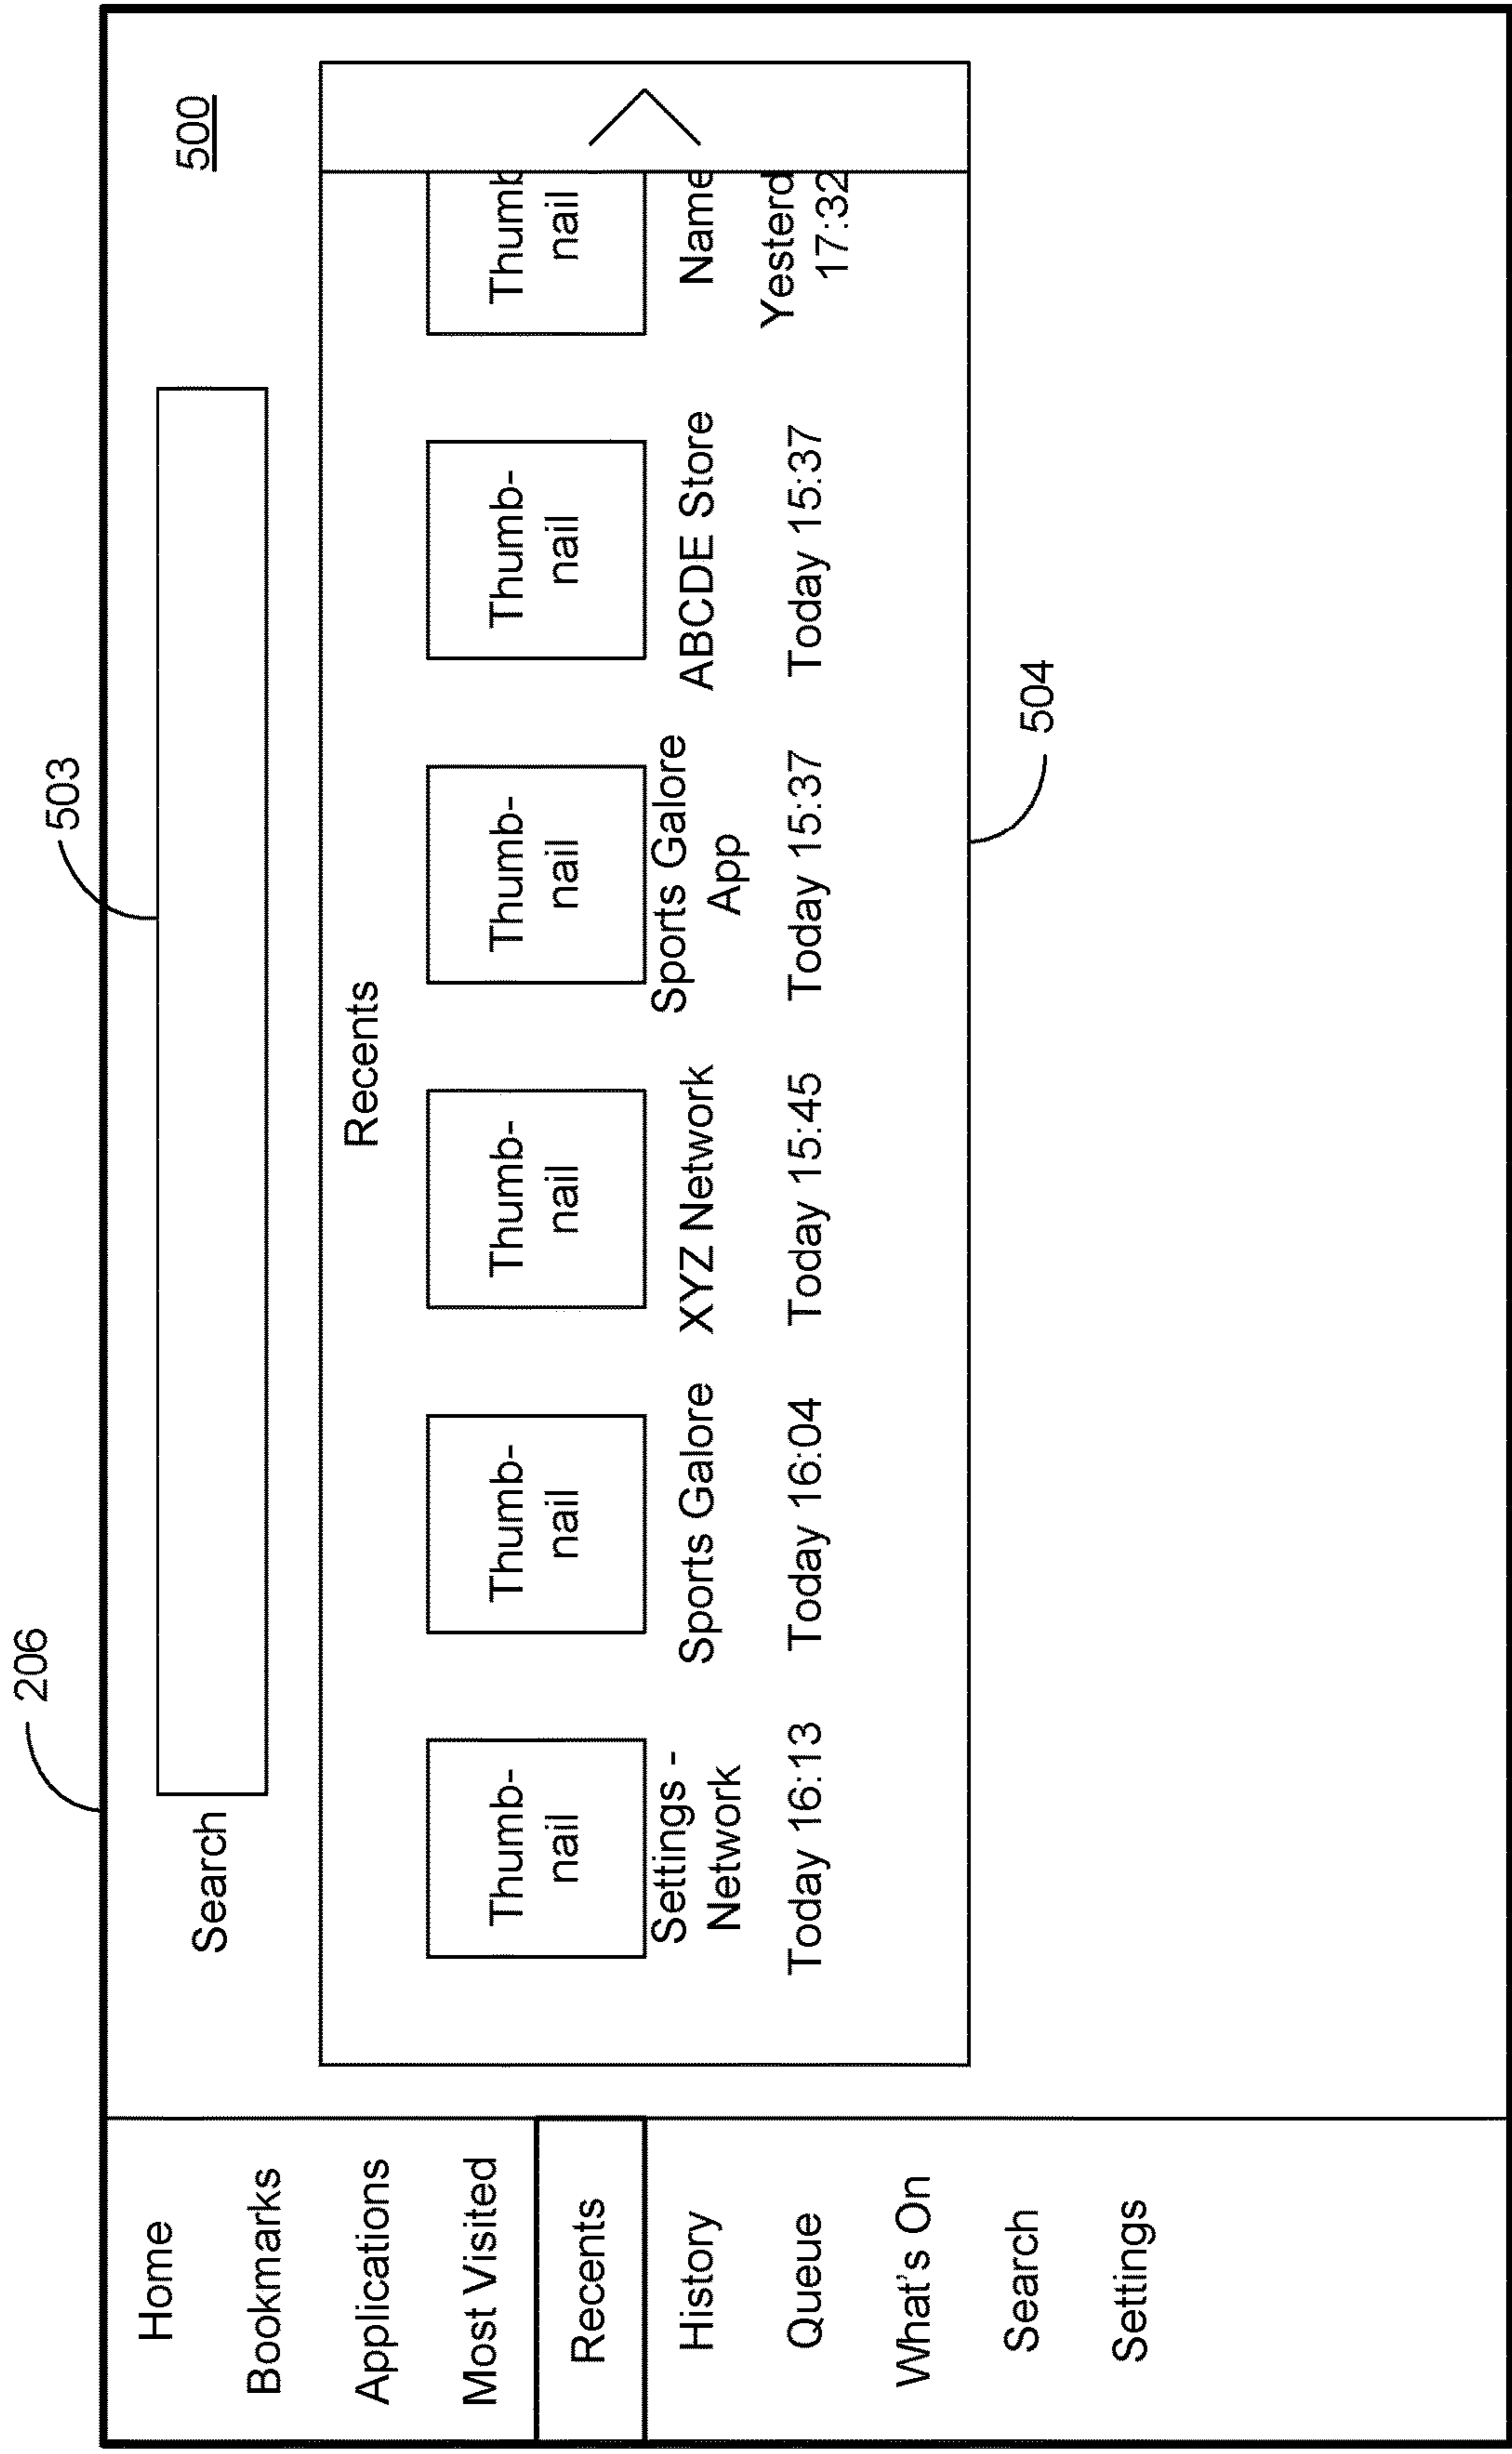 206
503
500
Home
Bookmarks
Applications
Most Visited
Recents
History
Queue
What's On
Search
Settings
Search
Recents
Thumb-
nail
Settings -
Network
Today 16:13
Thumb-
nail
Sports Galore
Today 16:04
Thumb-
nail
XYZ Network
Today 15:45
Thumb-
nail
Sports Galore
App
Today 15:37
Thumb-
nail
ABCDE Store
Today 15:37
Thumb
nail
Name
Yesterd
17:32
504